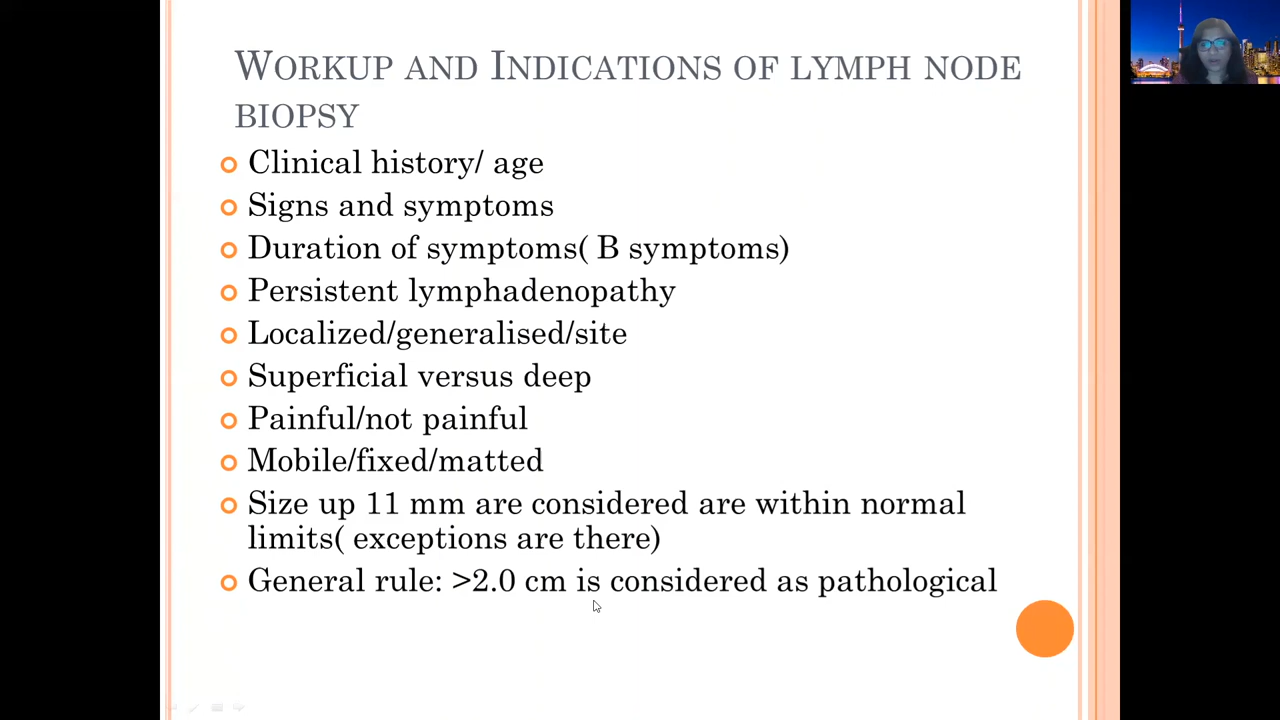 WORKUP AND INDICATIONS OF LYMPH NODE
BIOPSY
Clinical history/ age
Signs and symptoms
Duration of symptoms( B symptoms)
Persistent lymphadenopathy
Localized/generalised/site
Superficial versus deep
Painful/not painful
Mobile/fixed/matted
Size up 11 mm are considered are within normal
limits( exceptions are there)
General rule: >2.0 cm is considered as pathological